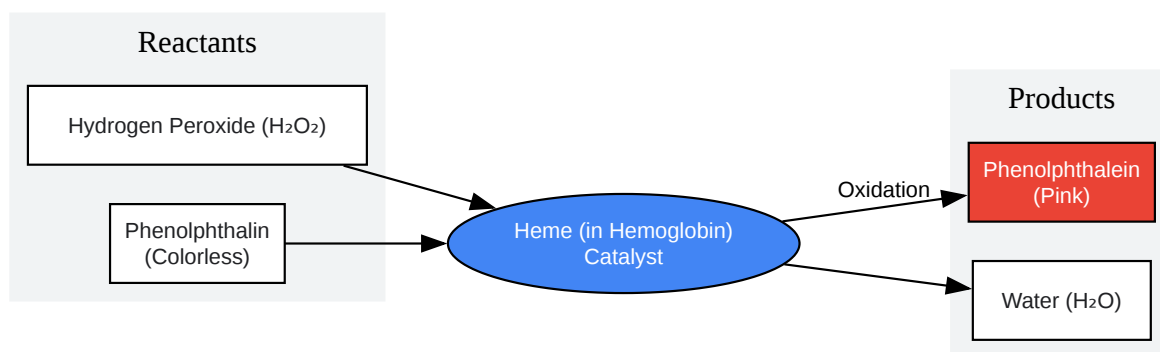 Reactants
Hydrogen Peroxide (H₂O₂)
Phenolphthalin
(Colorless)
Heme (in Hemoglobin)
Catalyst
Oxidation
Products
Phenolphthalein
(Pink)
Water (H₂O)